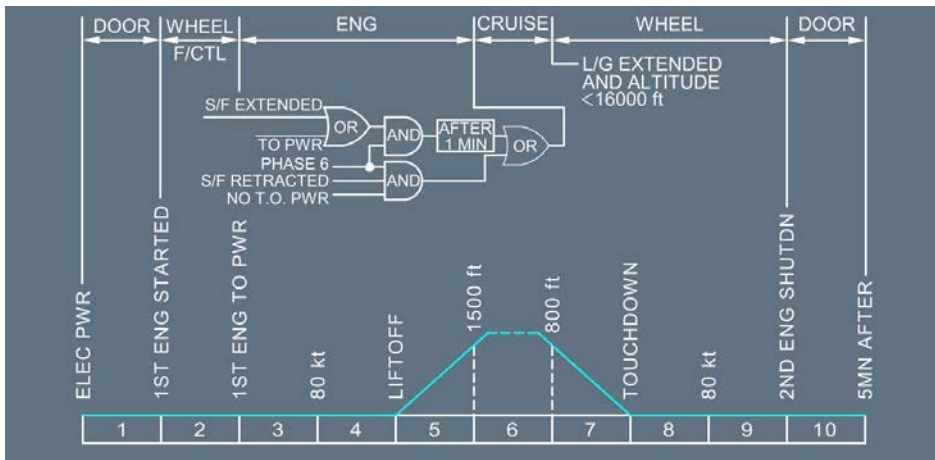 DOOR
WHEEL
F/CTL
ENG
CRUISE
WHEEL
DOOR
L/G EXTENDED
AND ALTITUDE
<16000 ft
S/F EXTENDED
OR
TO PWR
PHASE 6
S/F RETRACTED
NO T.O. PWR
AND
AFTER
1 MIN
OR
AND
ELEC PWR
1ST ENG STARTED
1ST ENG TO PWR
80 kt
LIFTOFF
1500 ft
800 ft
TOUCHDOWN
80 kt
2ND ENG SHUTDN
5MN AFTER
1
2
3
4
5
6
7
8
9
10